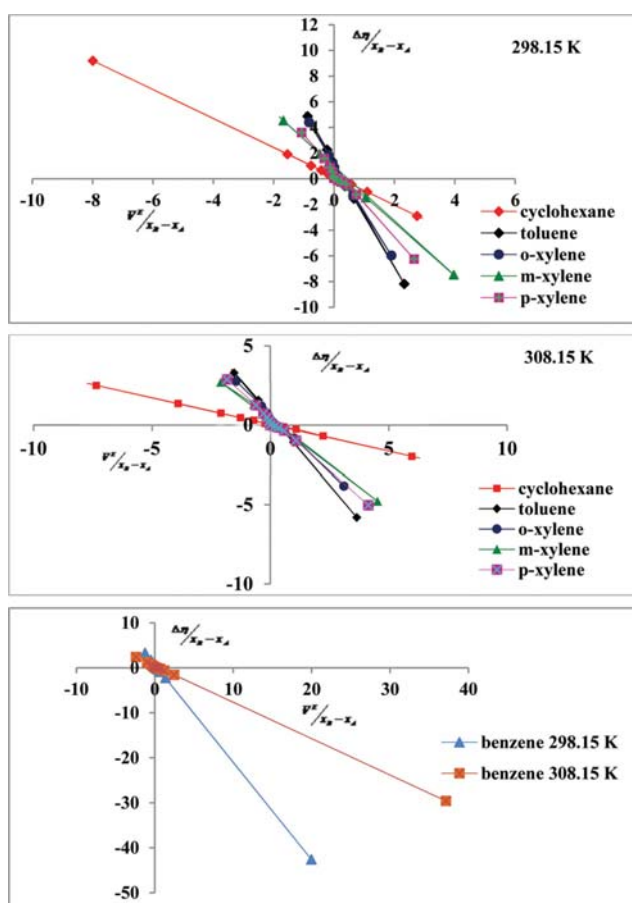 Δη/x_B−x_A
298.15 K
12
10
8
6
4
2
0
-2
-4
-6
-8
-10
-10 -8 -6 -4 -2 0 2 4 6
V̅ᴱ/x_B−x_A
cyclohexane
toluene
o-xylene
m-xylene
p-xylene
Δη/x_B−x_A
308.15 K
5
0
-5
-10
-10 -5 0 5 10
V̅ᴱ/x_B−x_A
cyclohexane
toluene
o-xylene
m-xylene
p-xylene
Δη/x_B−x_A
10
0
-10
-20
-30
-40
-50
-10 0 10 20 30 40
V̅ᴱ/x_B−x_A
benzene 298.15 K
benzene 308.15 K